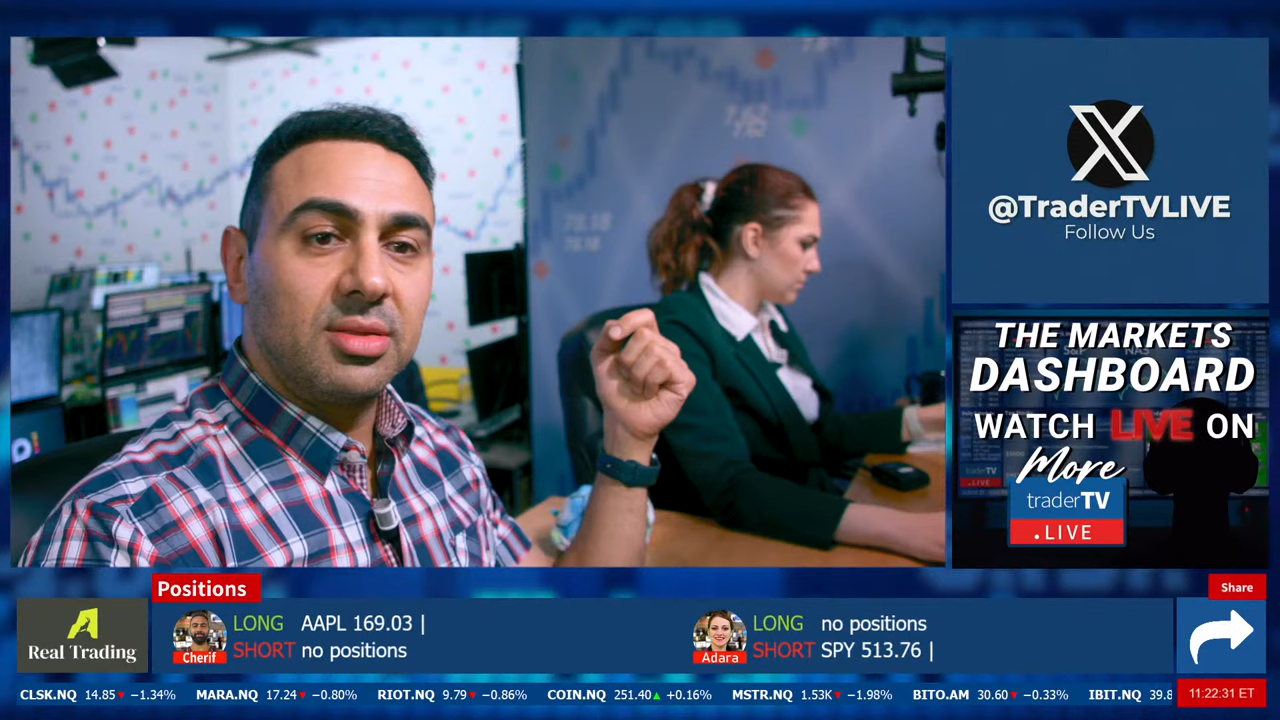 @TraderTVLIVE
Follow Us
THE MARKETS
DASHBOARD
WATCH LIVE ON
More
traderTV
.LIVE
Positions
Share
Real Trading
Cherif
LONG AAPL 169.03 |
SHORT no positions
Adara
LONG no positions
SHORT SPY 513.76 |
CLSK.NQ 14.85▼ −1.34% MARA.NQ 17.24▼ −0.80% RIOT.NQ 9.79▼ −0.86% COIN.NQ 251.40▲ +0.16% MSTR.NQ 1.53K▼ −1.98% BITO.AM 30.60▼ −0.33% IBIT.NQ 39.8
11:22:31 ET